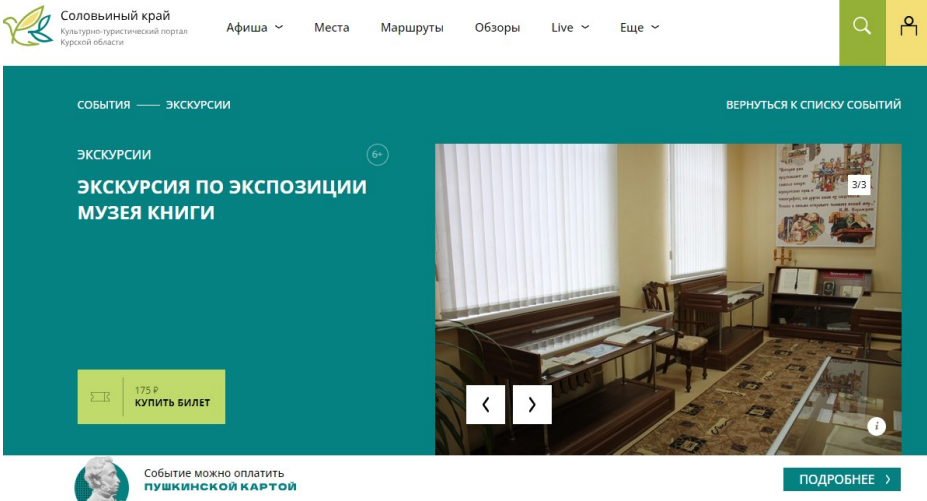 Соловьиный край
Культурно-туристический портал
Курской области
Афиша
Места
Маршруты
Обзоры
Live
Еще
СОБЫТИЯ
ЭКСКУРСИИ
ВЕРНУТЬСЯ К СПИСКУ СОБЫТИЙ
ЭКСКУРСИИ
6+
ЭКСКУРСИЯ ПО ЭКСПОЗИЦИИ
МУЗЕЯ КНИГИ
3/3
175 ₽
КУПИТЬ БИЛЕТ
i
Событие можно оплатить
ПУШКИНСКОЙ КАРТОЙ
ПОДРОБНЕЕ